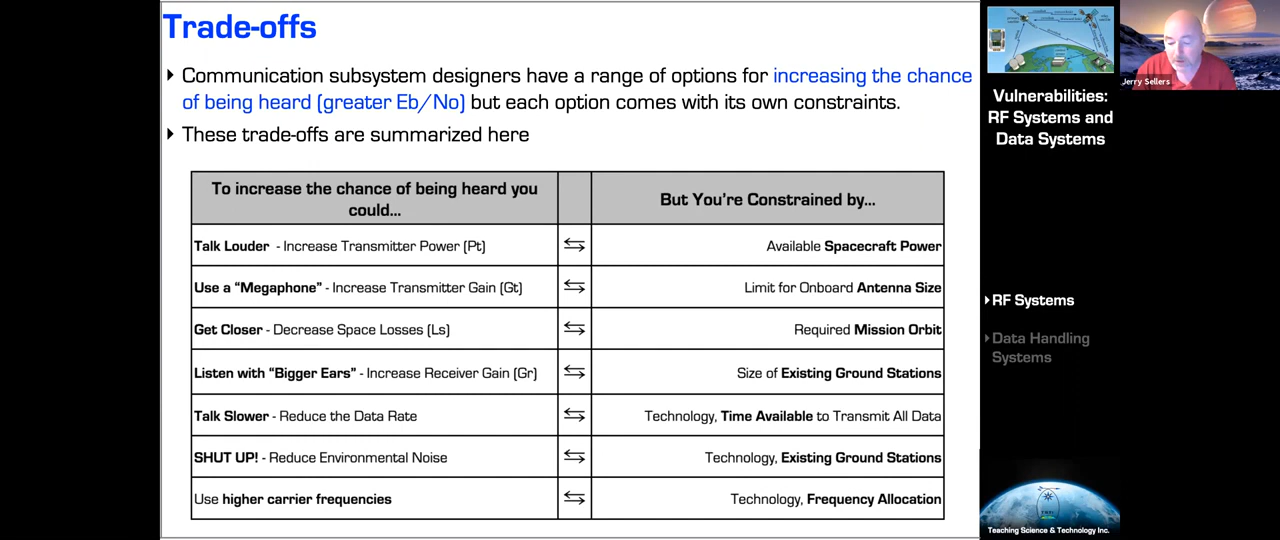 Trade-offs
Communication subsystem designers have a range of options for increasing the chance
of being heard (greater Eb/No) but each option comes with its own constraints.
These trade-offs are summarized here
To increase the chance of being heard you
could...
But You're Constrained by...
Talk Louder - Increase Transmitter Power (Pt)
Available Spacecraft Power
Use a "Megaphone" - Increase Transmitter Gain (Gt)
Limit for Onboard Antenna Size
Get Closer - Decrease Space Losses (Ls)
Required Mission Orbit
Listen with "Bigger Ears" - Increase Receiver Gain (Gr)
Size of Existing Ground Stations
Talk Slower - Reduce the Data Rate
Technology, Time Available to Transmit All Data
SHUT UP! - Reduce Environmental Noise
Technology, Existing Ground Stations
Use higher carrier frequencies
Technology, Frequency Allocation
Vulnerabilities:
RF Systems and
Data Systems
RF Systems
Data Handling
Systems
Teaching Science & Technology Inc.
Jerry Sellers